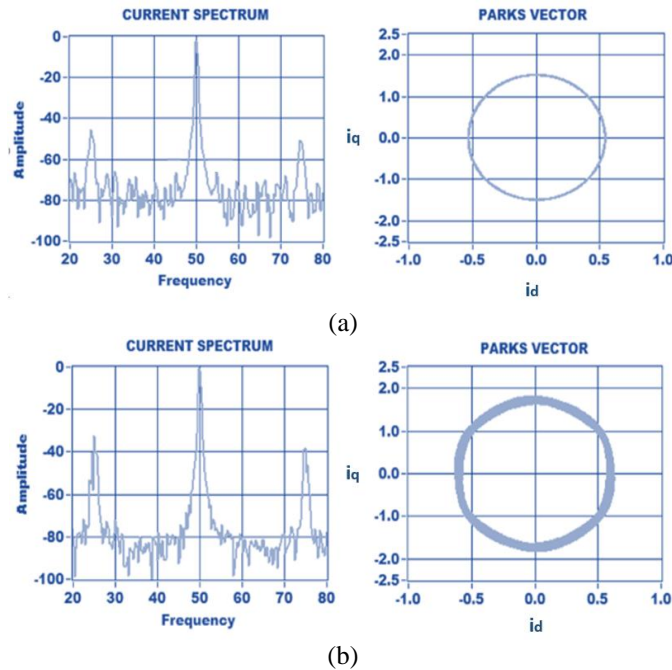 CURRENT SPECTRUM
PARKS VECTOR
Amplitude
0
-20
-40
-60
-80
-100
20 30 40 50 60 70 80
Frequency
iq
2.5
2.0
1.0
0.0
-1.0
-2.0
-2.5
-1.0 -0.5 0.0 0.5 1.0
id
(a)
CURRENT SPECTRUM
PARKS VECTOR
Amplitude
0
-20
-40
-60
-80
-100
20 30 40 50 60 70 80
Frequency
iq
2.5
2.0
1.0
0.0
-1.0
-2.0
-2.5
-1.0 -0.5 0.0 0.5 1.0
id
(b)